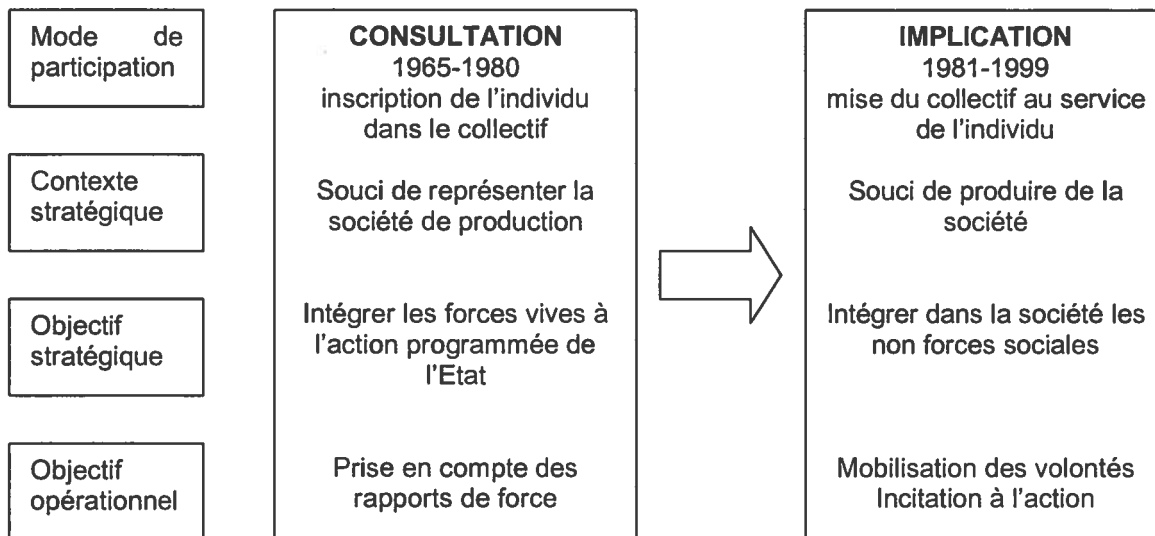 Mode de
participation
CONSULTATION
1965-1980
inscription de l'individu
dans le collectif
IMPLICATION
1981-1999
mise du collectif au service
de l'individu
Contexte
stratégique
Souci de représenter la
société de production
Souci de produire de la
société
Objectif
stratégique
Intégrer les forces vives à
l'action programmée de
l'Etat
Intégrer dans la société les
non forces sociales
Objectif
opérationnel
Prise en compte des
rapports de force
Mobilisation des volontés
Incitation à l'action